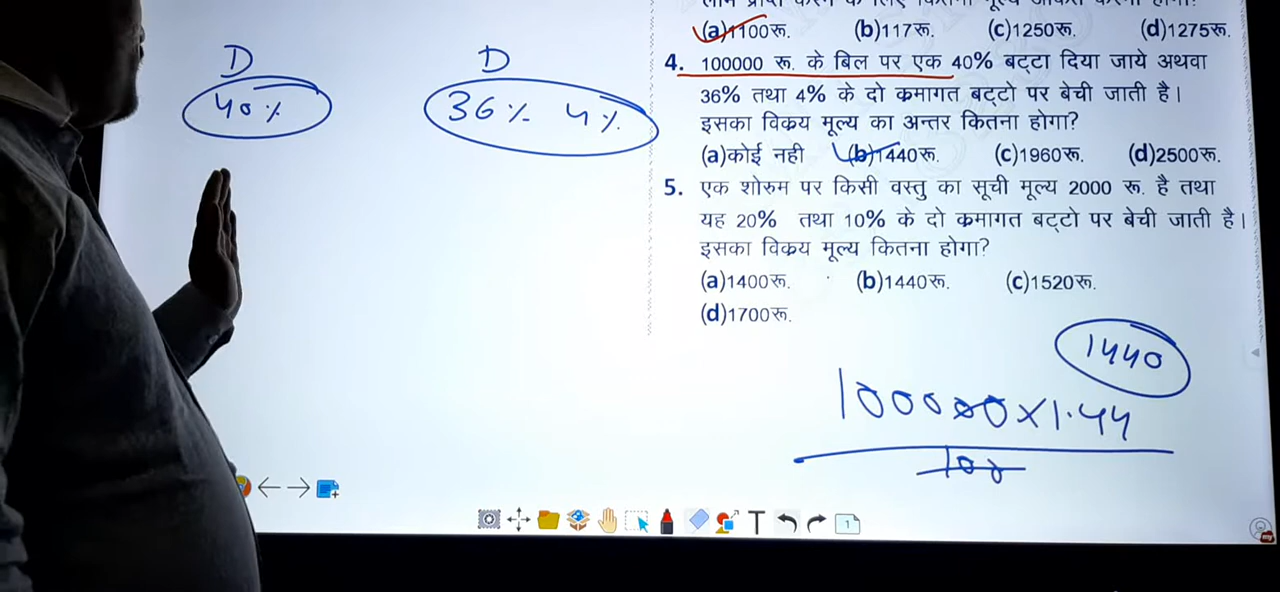 (a)1100रू. (b)117रू. (c)1250रू. (d)1275रू.
4. 100000 रू. के बिल पर एक 40% बट्टा दिया जाये अथवा
36% तथा 4% के दो क्रमागत बट्टो पर बेची जाती है।
इसका विक्रय मूल्य का अन्तर कितना होगा?
(a)कोई नही (b)1440रू. (c)1960रू. (d)2500रू.
5. एक शोरुम पर किसी वस्तु का सूची मूल्य 2000 रू. है तथा
यह 20% तथा 10% के दो क्रमागत बट्टो पर बेची जाती है।
इसका विक्रय मूल्य कितना होगा?
(a)1400रू. (b)1440रू. (c)1520रू.
(d)1700रू.
D D
40% 36% 4%
1440
100000×1.44
100
T
1